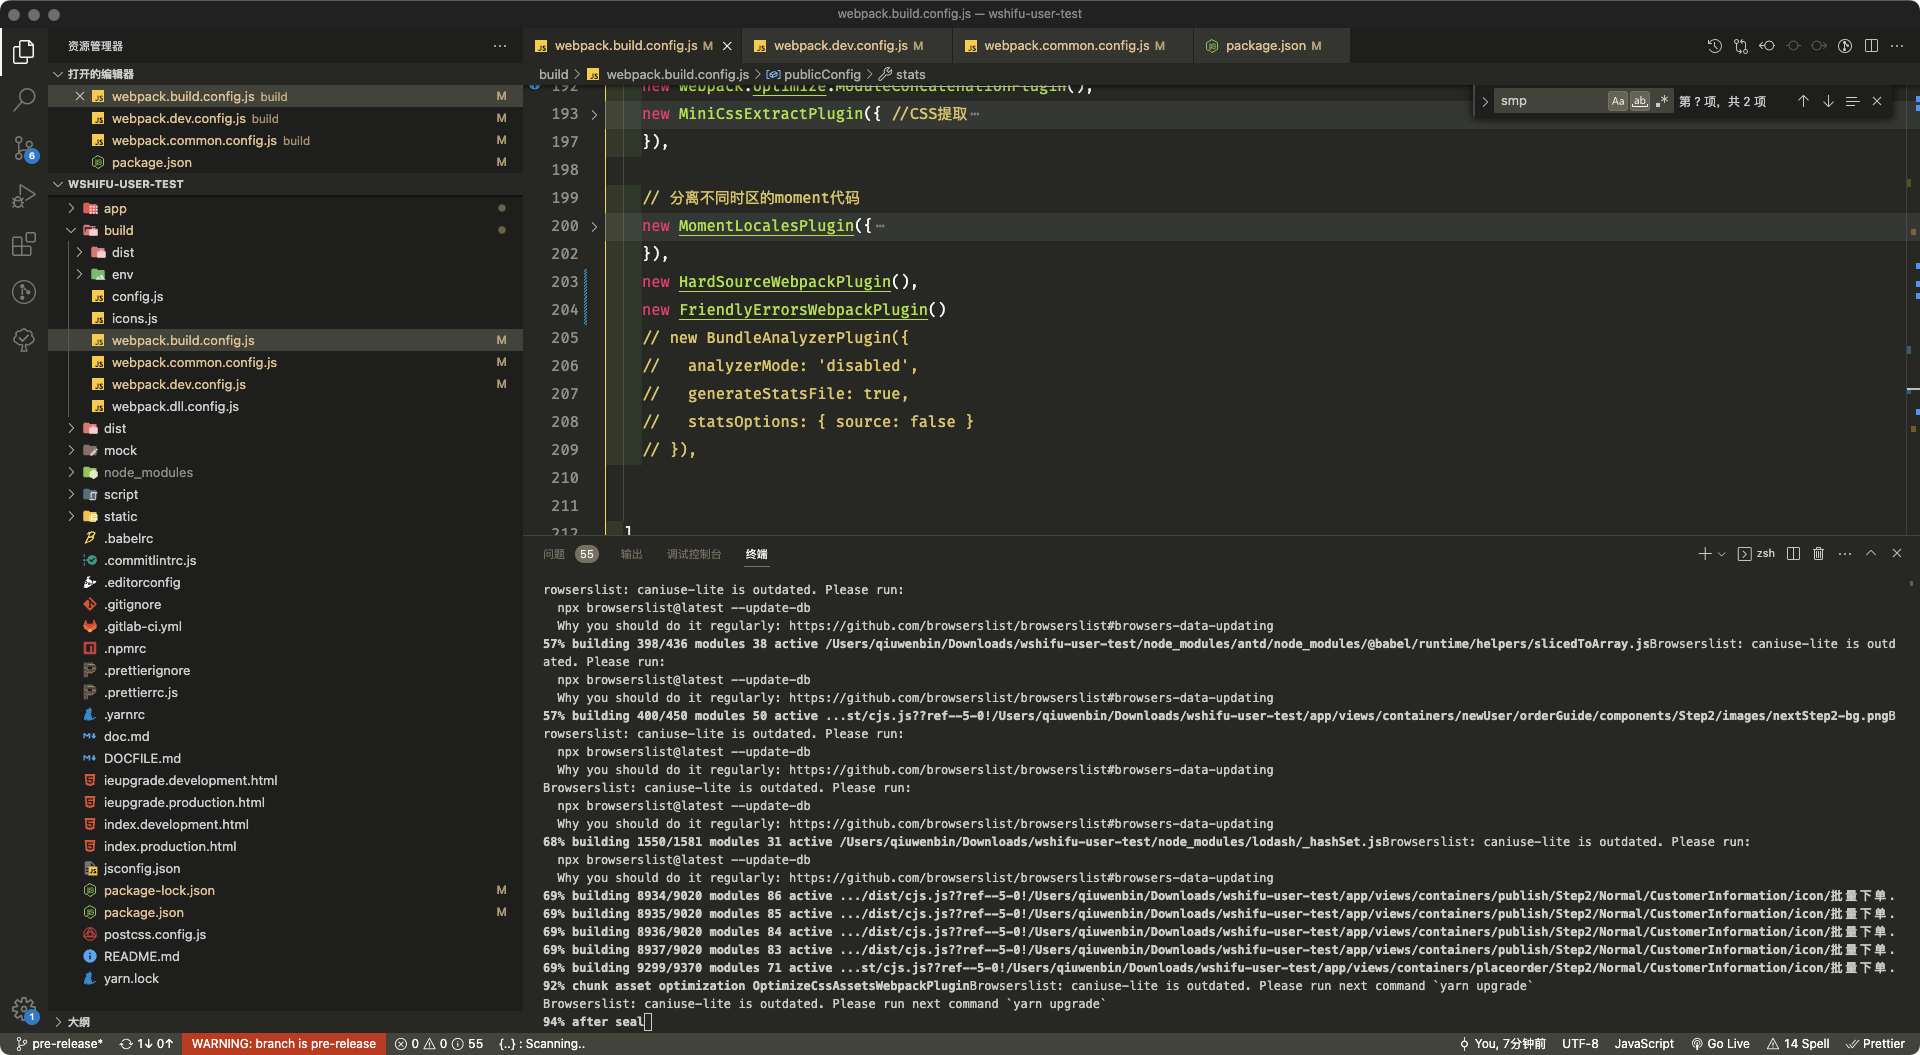 webpack.build.config.js — wshifu-user-test
资源管理器
打开的编辑器
webpack.build.config.js build M
webpack.dev.config.js build M
webpack.common.config.js build M
package.json M
WSHIFU-USER-TEST
app
build
dist
env
config.js
icons.js
webpack.build.config.js M
webpack.common.config.js M
webpack.dev.config.js M
webpack.dll.config.js
dist
mock
node_modules
script
static
.babelrc
.commitlintrc.js
.editorconfig
.gitignore
.gitlab-ci.yml
.npmrc
.prettierignore
.prettierrc.js
.yarnrc
doc.md
DOCFILE.md
ieupgrade.development.html
ieupgrade.production.html
index.development.html
index.production.html
jsconfig.json
package-lock.json M
package.json M
postcss.config.js
README.md
yarn.lock
大纲
6
1
webpack.build.config.js M
webpack.dev.config.js M
webpack.common.config.js M
package.json M
build > webpack.build.config.js > publicConfig > stats
smp Aa ab .* 第 ? 项, 共 2 项
192 new webpack.optimize.ModuleConcatenationPlugin(),
193 new MiniCssExtractPlugin({ //CSS提取⋯
197 }),
198
199 // 分离不同时区的moment代码
200 new MomentLocalesPlugin({⋯
202 }),
203 new HardSourceWebpackPlugin(),
204 new FriendlyErrorsWebpackPlugin()
205 // new BundleAnalyzerPlugin({
206 //   analyzerMode: 'disabled',
207 //   generateStatsFile: true,
208 //   statsOptions: { source: false }
209 // }),
210
211
212 ]
问题 55 输出 调试控制台 终端
zsh
rowserslist: caniuse-lite is outdated. Please run:
npx browserslist@latest --update-db
Why you should do it regularly: https://github.com/browserslist/browserslist#browsers-data-updating
57% building 398/436 modules 38 active /Users/qiuwenbin/Downloads/wshifu-user-test/node_modules/antd/node_modules/@babel/runtime/helpers/slicedToArray.jsBrowserslist: caniuse-lite is outd
ated. Please run:
npx browserslist@latest --update-db
Why you should do it regularly: https://github.com/browserslist/browserslist#browsers-data-updating
57% building 400/450 modules 50 active ...st/cjs.js??ref--5-0!/Users/qiuwenbin/Downloads/wshifu-user-test/app/views/containers/newUser/orderGuide/components/Step2/images/nextStep2-bg.pngB
rowserslist: caniuse-lite is outdated. Please run:
npx browserslist@latest --update-db
Why you should do it regularly: https://github.com/browserslist/browserslist#browsers-data-updating
Browserslist: caniuse-lite is outdated. Please run:
npx browserslist@latest --update-db
Why you should do it regularly: https://github.com/browserslist/browserslist#browsers-data-updating
68% building 1550/1581 modules 31 active /Users/qiuwenbin/Downloads/wshifu-user-test/node_modules/lodash/_hashSet.jsBrowserslist: caniuse-lite is outdated. Please run:
npx browserslist@latest --update-db
Why you should do it regularly: https://github.com/browserslist/browserslist#browsers-data-updating
69% building 8934/9020 modules 86 active .../dist/cjs.js??ref--5-0!/Users/qiuwenbin/Downloads/wshifu-user-test/app/views/containers/publish/Step2/Normal/CustomerInformation/icon/批量下单.
69% building 8935/9020 modules 85 active .../dist/cjs.js??ref--5-0!/Users/qiuwenbin/Downloads/wshifu-user-test/app/views/containers/publish/Step2/Normal/CustomerInformation/icon/批量下单.
69% building 8936/9020 modules 84 active .../dist/cjs.js??ref--5-0!/Users/qiuwenbin/Downloads/wshifu-user-test/app/views/containers/publish/Step2/Normal/CustomerInformation/icon/批量下单.
69% building 8937/9020 modules 83 active .../dist/cjs.js??ref--5-0!/Users/qiuwenbin/Downloads/wshifu-user-test/app/views/containers/publish/Step2/Normal/CustomerInformation/icon/批量下单.
69% building 9299/9370 modules 71 active ...st/cjs.js??ref--5-0!/Users/qiuwenbin/Downloads/wshifu-user-test/app/views/containers/placeorder/Step2/Normal/CustomerInformation/icon/批量下单.
92% chunk asset optimization OptimizeCssAssetsWebpackPluginBrowserslist: caniuse-lite is outdated. Please run next command `yarn upgrade`
Browserslist: caniuse-lite is outdated. Please run next command `yarn upgrade`
94% after seal
pre-release* 1↓ 0↑ WARNING: branch is pre-release 0 0 55 {..} : Scanning.. You, 7分钟前 UTF-8 JavaScript Go Live 14 Spell Prettier